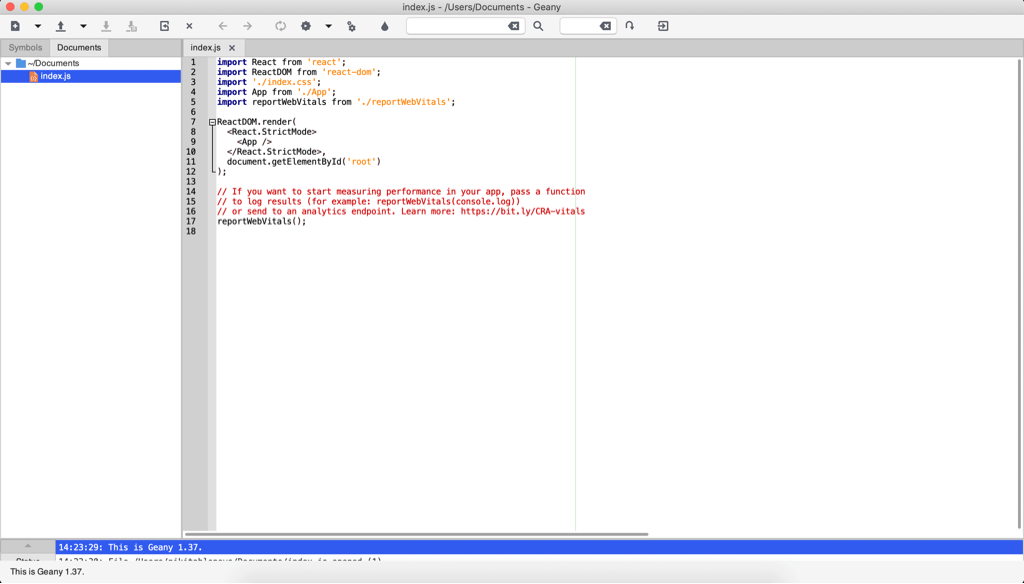 index.js - /Users/Documents - Geany
Symbols
Documents
index.js
~/Documents
index.js
1 import React from 'react';
2 import ReactDOM from 'react-dom';
3 import './index.css';
4 import App from './App';
5 import reportWebVitals from './reportWebVitals';
6
7 ReactDOM.render(
8 <React.StrictMode>
9 <App />
10 </React.StrictMode>,
11 document.getElementById('root')
12 );
13
14 // If you want to start measuring performance in your app, pass a function
15 // to log results (for example: reportWebVitals(console.log))
16 // or send to an analytics endpoint. Learn more: https://bit.ly/CRA-vitals
17 reportWebVitals();
18
14:23:29: This is Geany 1.37.
Status
This is Geany 1.37.